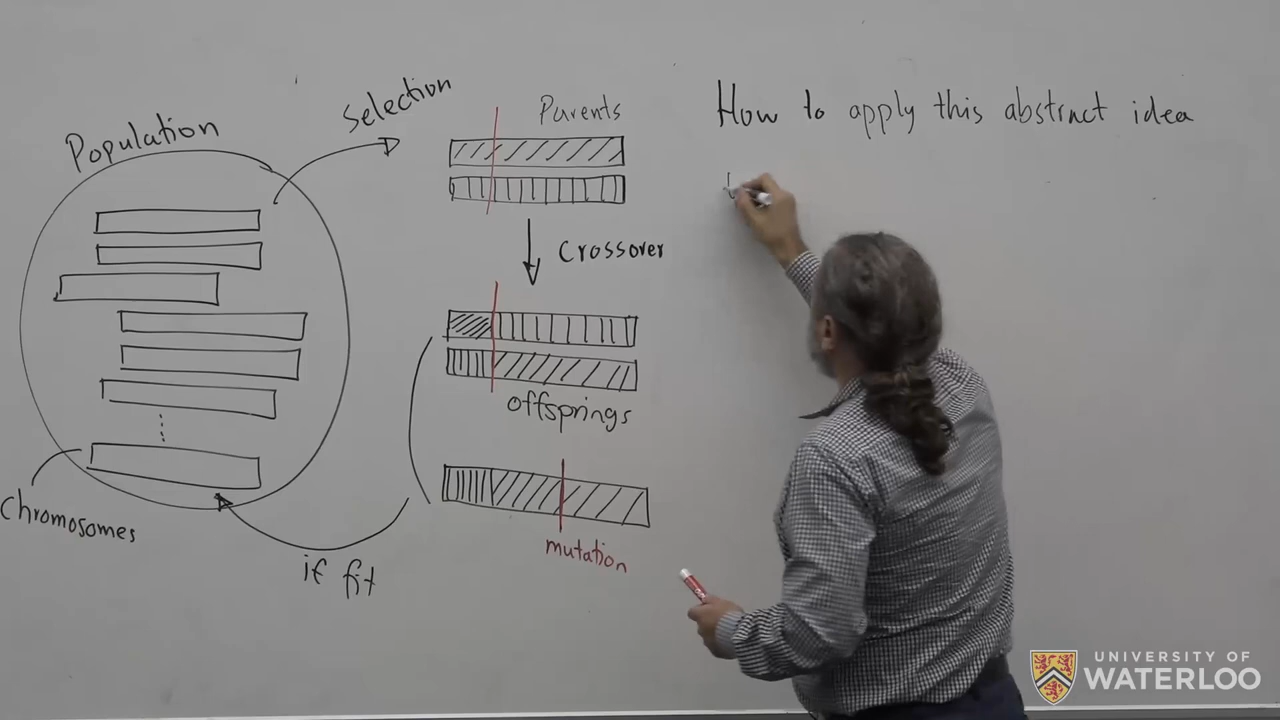 Population
Selection
Parents
Crossover
offsprings
mutation
if fit
Chromosomes
How to apply this abstract idea
UNIVERSITY OF
WATERLOO